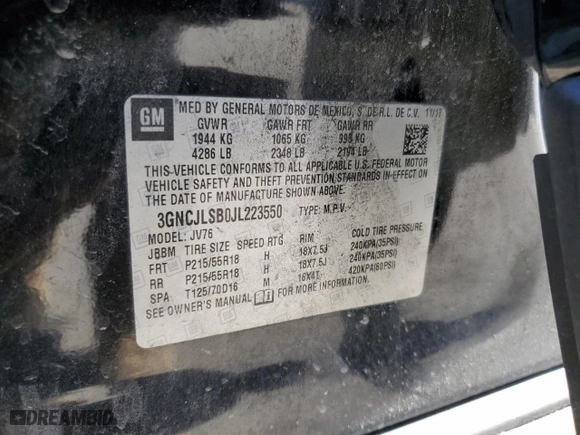 GM
MFD BY GENERAL MOTORS DE MEXICO, S DE R.L. DE C.V. 11/17
GVWR GAWR FRT GAWR RR
1944 KG 1065 KG 995 KG
4286 LB 2348 LB 2194 LB
THIS VEHICLE CONFORMS TO ALL APPLICABLE U.S. FEDERAL MOTOR
VEHICLE SAFETY AND THEFT PREVENTION STANDARDS IN EFFECT ON
THE DATE OF MANUFACTURE SHOWN ABOVE.
3GNCJLSB0JL223550 TYPE: M.P.V.
MODEL: JV76
JBBM TIRE SIZE SPEED RTG RIM COLD TIRE PRESSURE
FRT P215/55R18 H 18X7.5J 240KPA(35PSI)
RR P215/55R18 H 18X7.5J 240KPA(35PSI)
SPA T125/70D16 M 16X4T 420KPA(60PSI)
SEE OWNER'S MANUAL FOR MORE INFORMATION.
DREAMBID